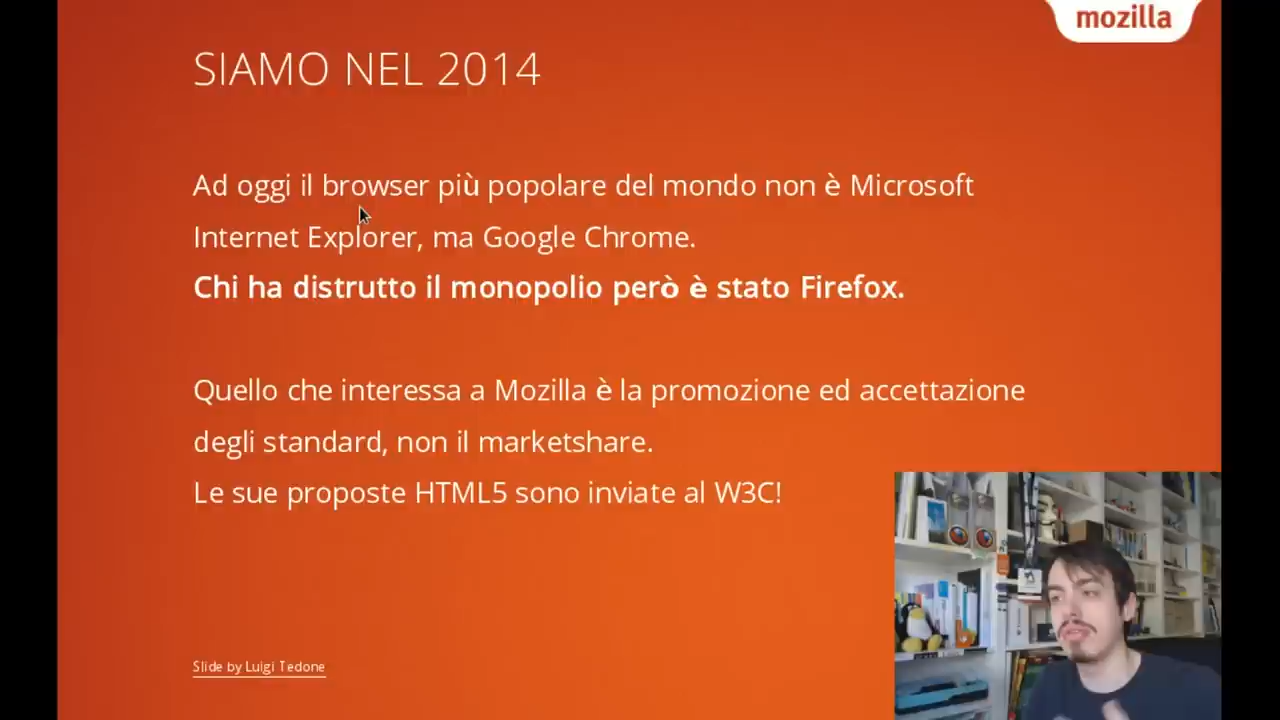 mozilla
SIAMO NEL 2014
Ad oggi il browser più popolare del mondo non è Microsoft
Internet Explorer, ma Google Chrome.
Chi ha distrutto il monopolio però è stato Firefox.
Quello che interessa a Mozilla è la promozione ed accettazione
degli standard, non il marketshare.
Le sue proposte HTML5 sono inviate al W3C!
Slide by Luigi Tedone